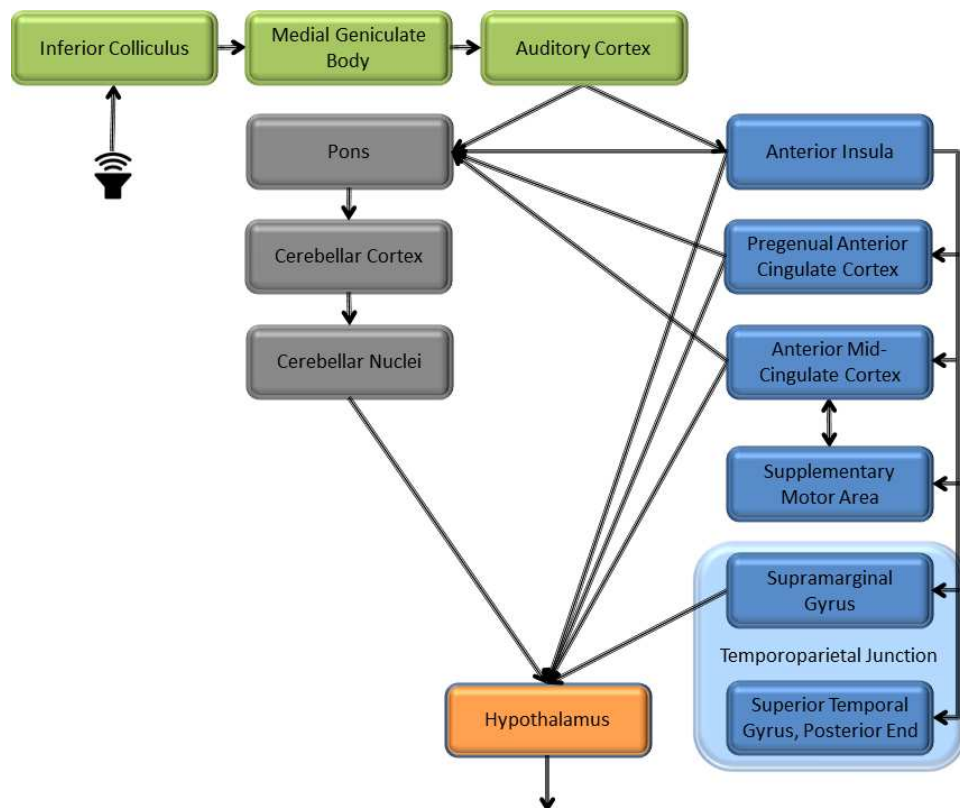 Inferior Colliculus
Medial Geniculate
Body
Auditory Cortex
Pons
Anterior Insula
Cerebellar Cortex
Pregenual Anterior
Cingulate Cortex
Cerebellar Nuclei
Anterior Mid-
Cingulate Cortex
Supplementary
Motor Area
Supramarginal
Gyrus
Temporoparietal Junction
Hypothalamus
Superior Temporal
Gyrus, Posterior End